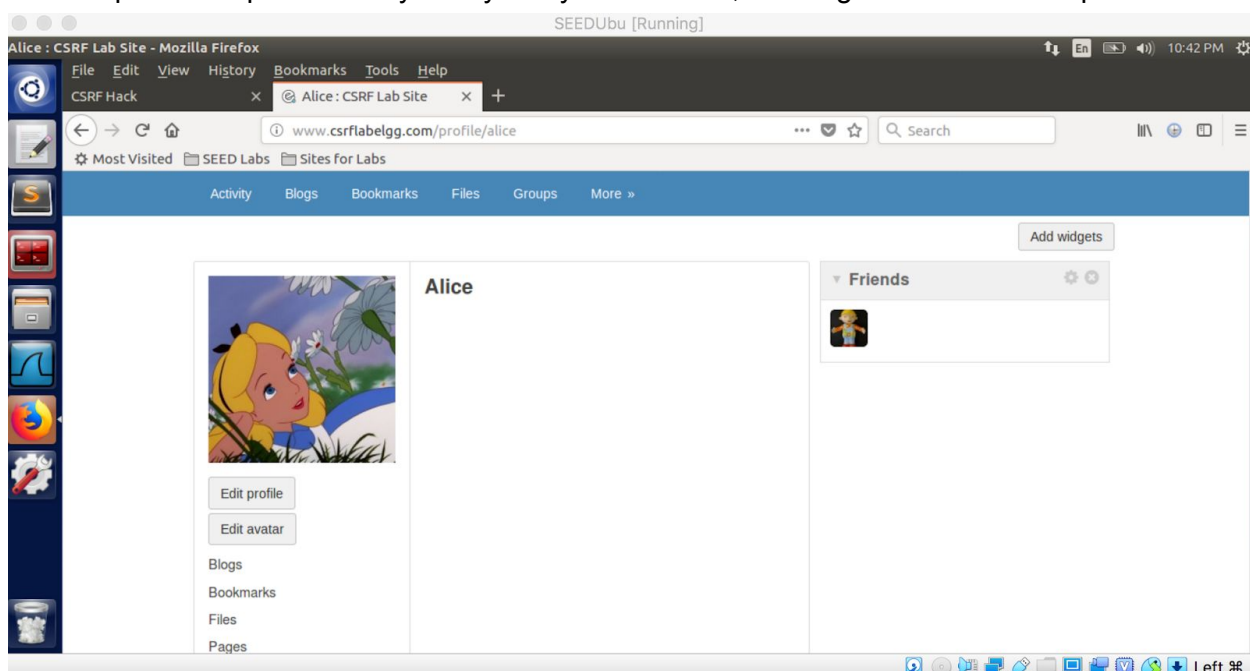 SEEDUbu [Running]
Alice : CSRF Lab Site - Mozilla Firefox
En
10:42 PM
File Edit View History Bookmarks Tools Help
CSRF Hack
Alice : CSRF Lab Site
www.csrflabelgg.com/profile/alice
Search
Most Visited SEED Labs Sites for Labs
Activity Blogs Bookmarks Files Groups More »
Add widgets
Alice
Friends
Edit profile
Edit avatar
Blogs
Bookmarks
Files
Pages
Left ⌘